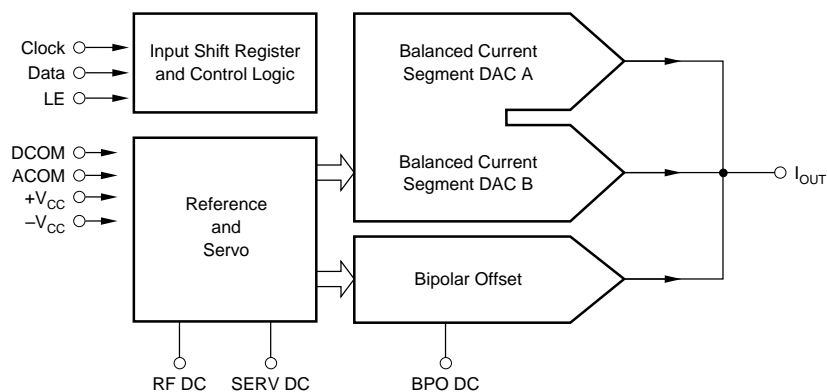 Clock
Data
LE
Input Shift Register
and Control Logic
Balanced Current
Segment DAC A
DCOM
ACOM
+VCC
–VCC
Reference
and
Servo
Balanced Current
Segment DAC B
IOUT
Bipolar Offset
RF DC
SERV DC
BPO DC